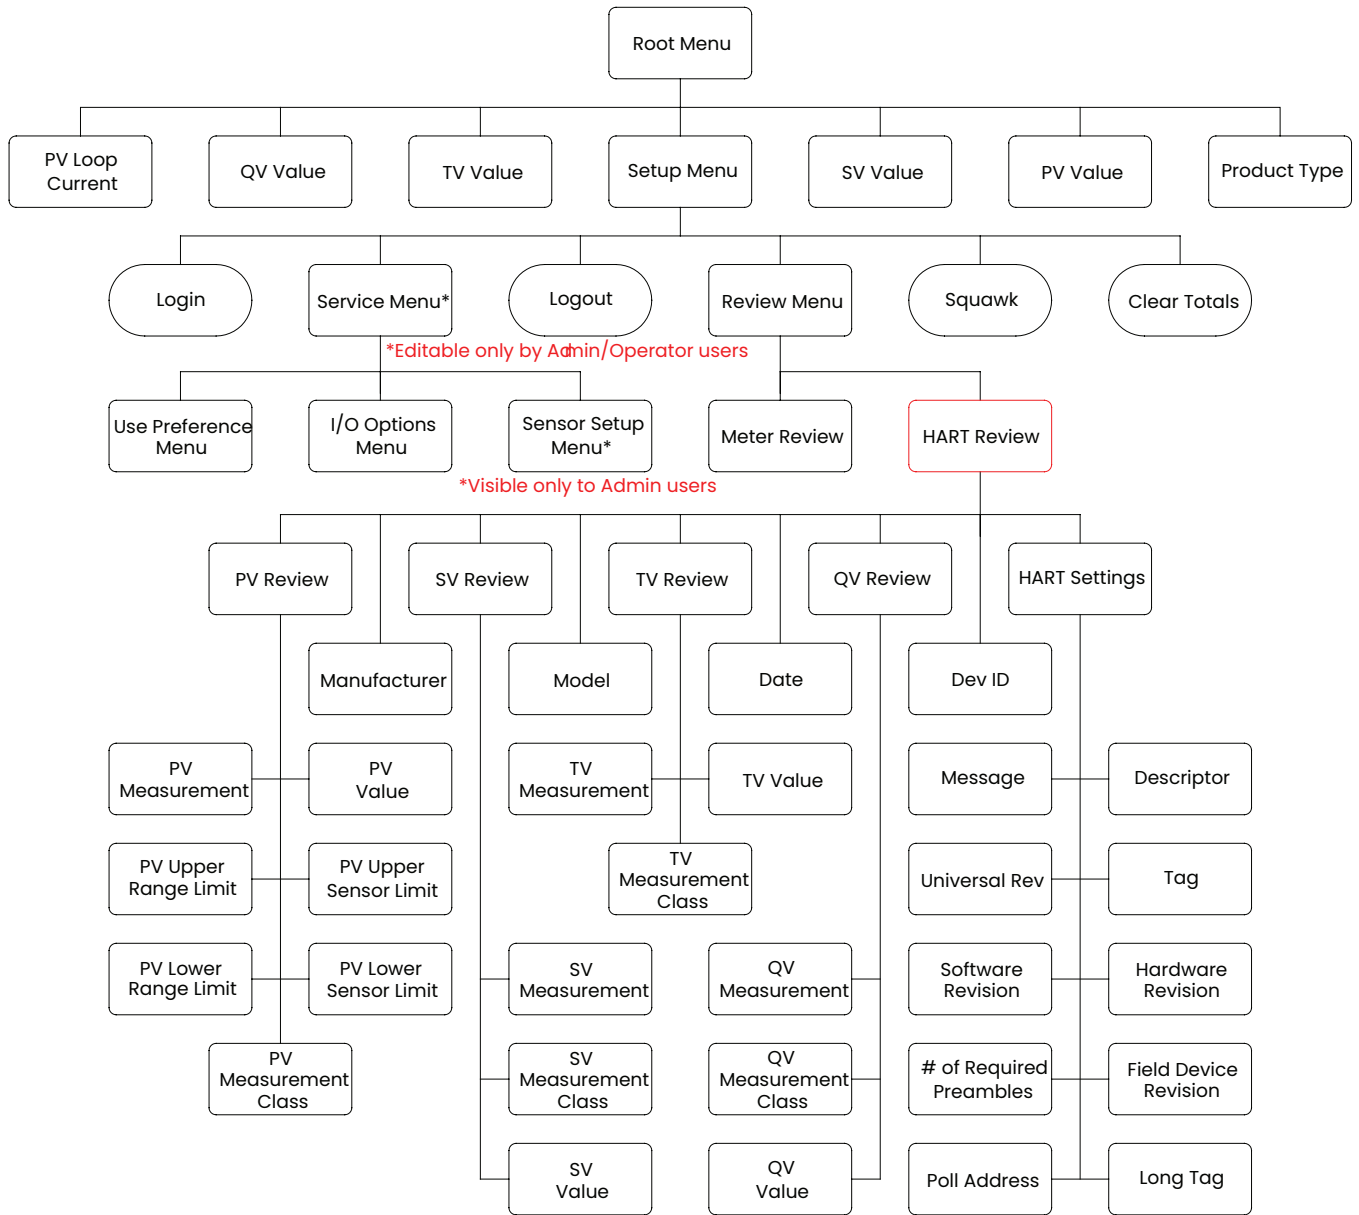 Root Menu
PV Loop
Current
QV Value
TV Value
Setup Menu
SV Value
PV Value
Product Type
Login
Service Menu*
Logout
Review Menu
Squawk
Clear Totals
*Editable only by Admin/Operator users
Use Preference
Menu
I/O Options
Menu
Sensor Setup
Menu*
Meter Review
HART Review
*Visible only to Admin users
PV Review
SV Review
TV Review
QV Review
HART Settings
Manufacturer
Model
Date
Dev ID
PV
Measurement
PV
Value
TV
Measurement
TV Value
Message
Descriptor
PV Upper
Range Limit
PV Upper
Sensor Limit
TV
Measurement
Class
Universal Rev
Tag
PV Lower
Range Limit
PV Lower
Sensor Limit
SV
Measurement
QV
Measurement
Software
Revision
Hardware
Revision
PV
Measurement
Class
SV
Measurement
Class
QV
Measurement
Class
# of Required
Preambles
Field Device
Revision
SV
Value
QV
Value
Poll Address
Long Tag